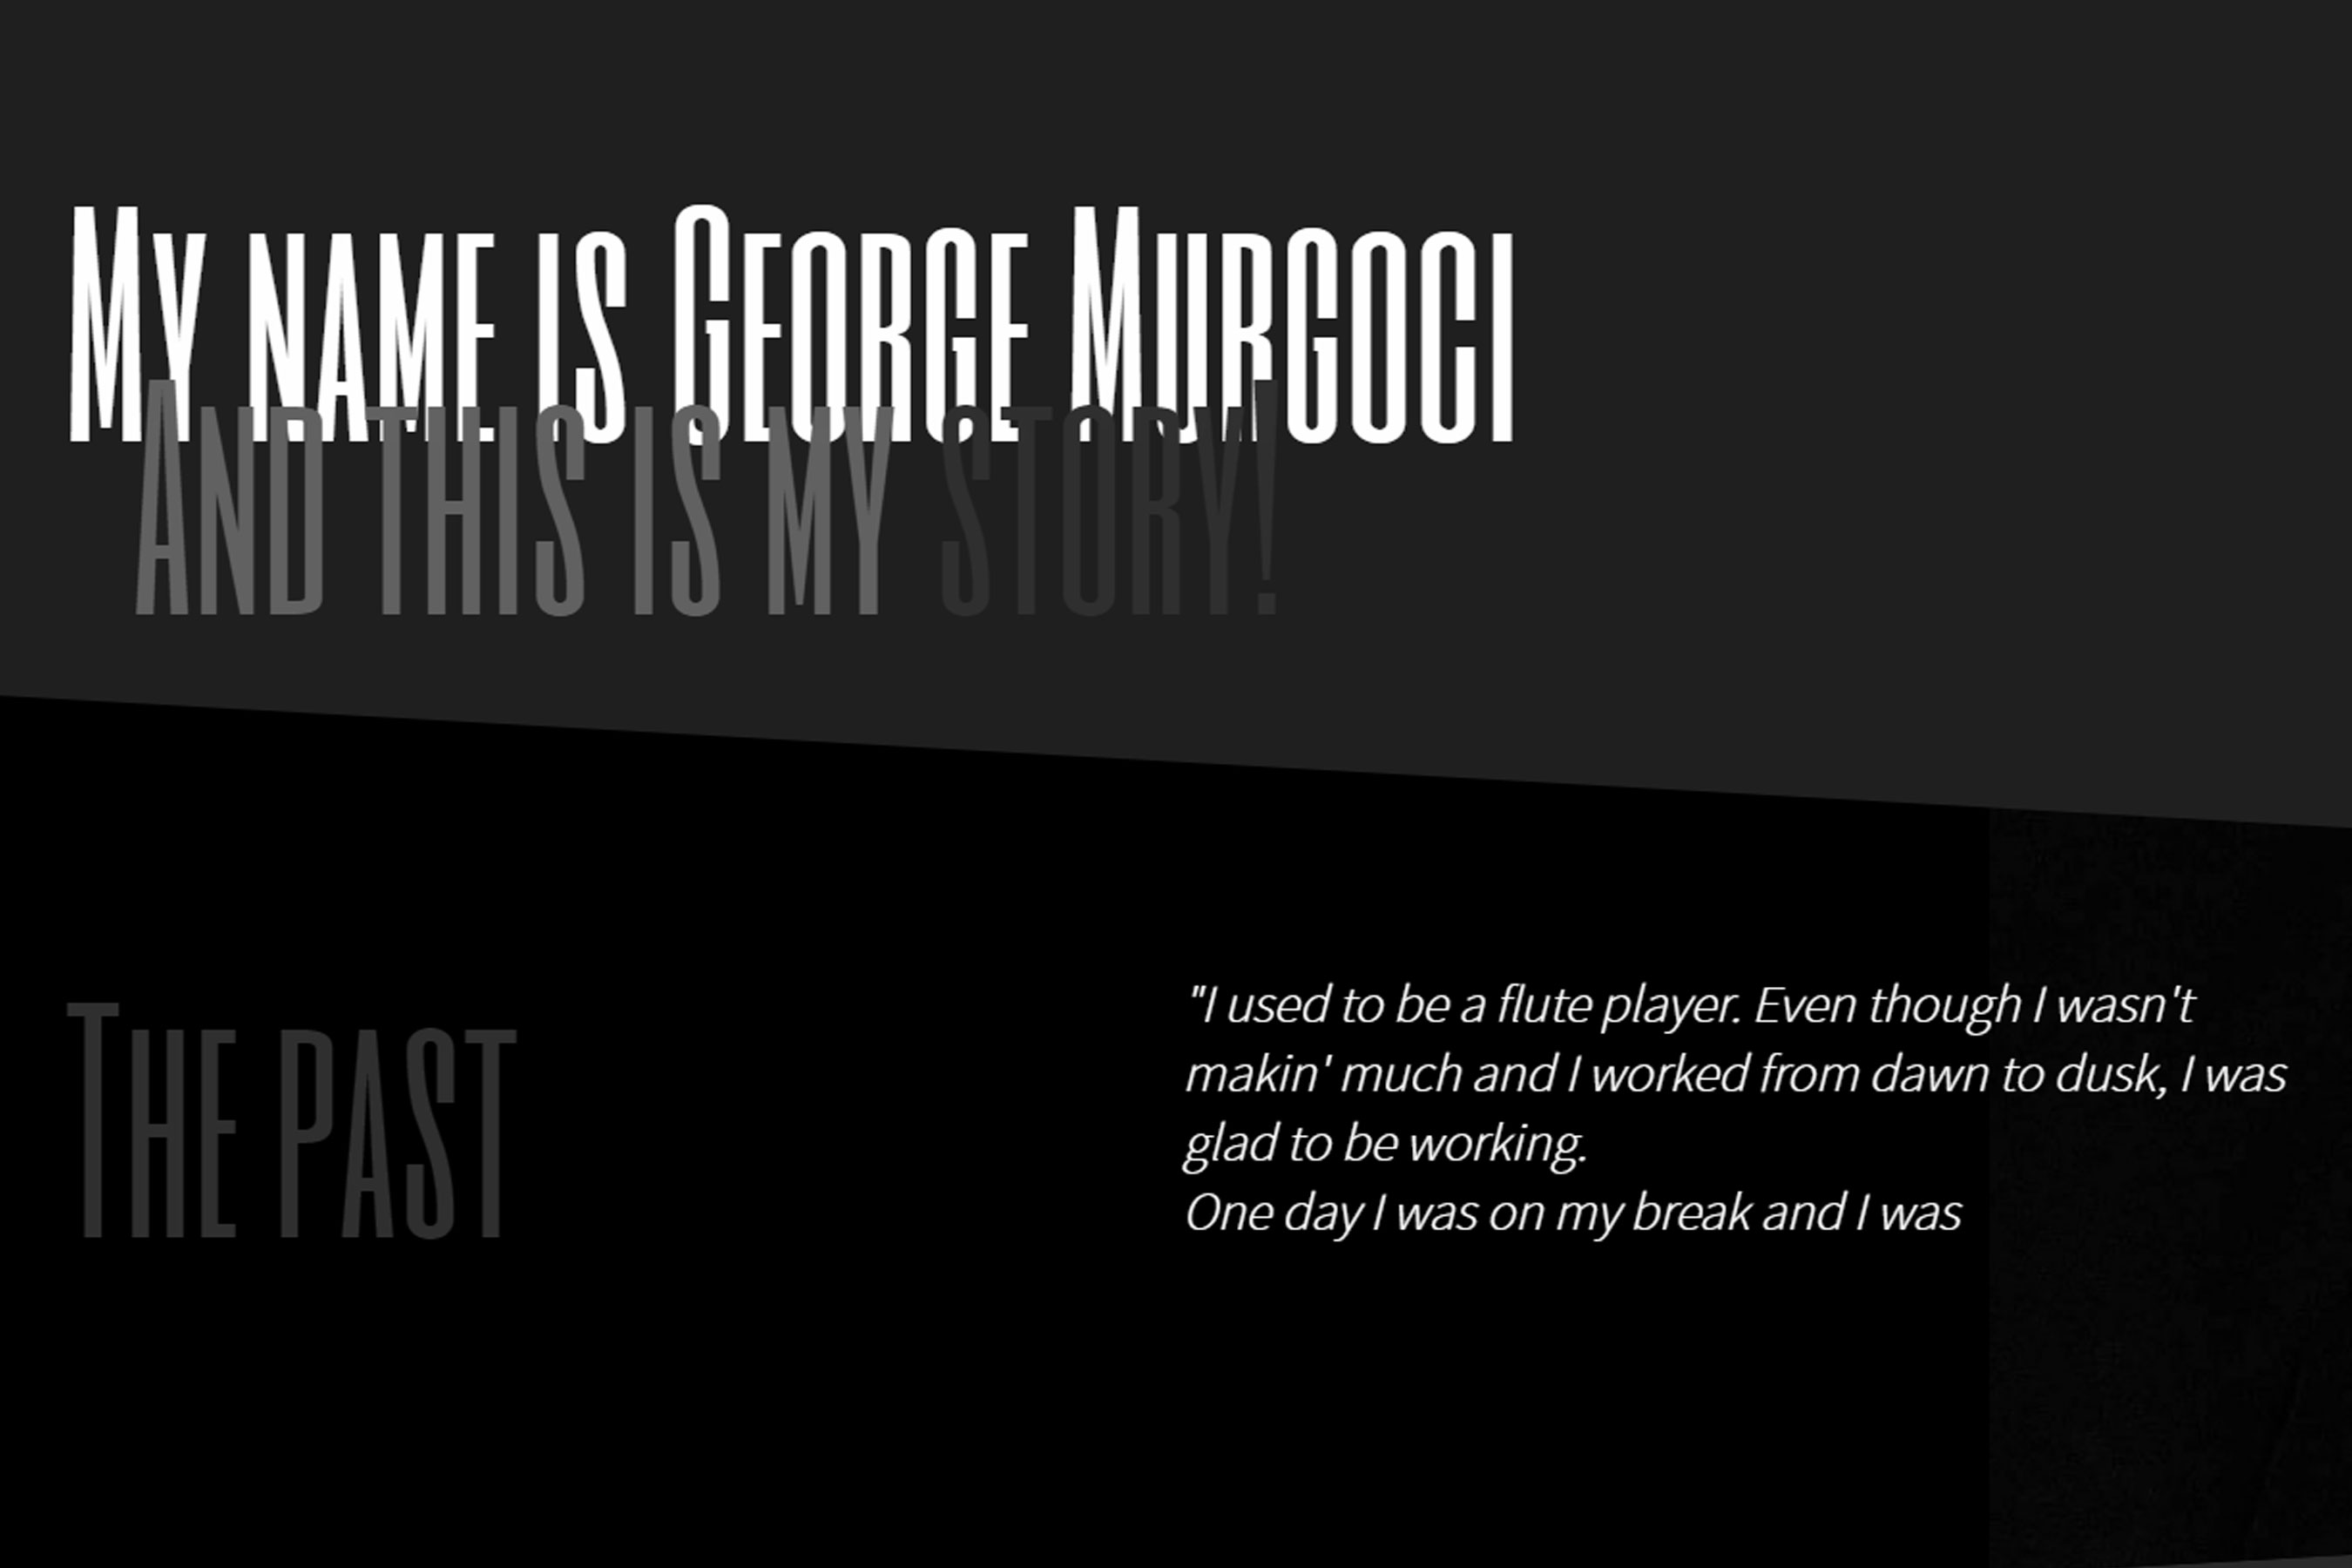 My name is George Murgoci
And this is my story!
The past
"I used to be a flute player. Even though I wasn't
makin' much and I worked from dawn to dusk, I was
glad to be working.
One day I was on my break and I was